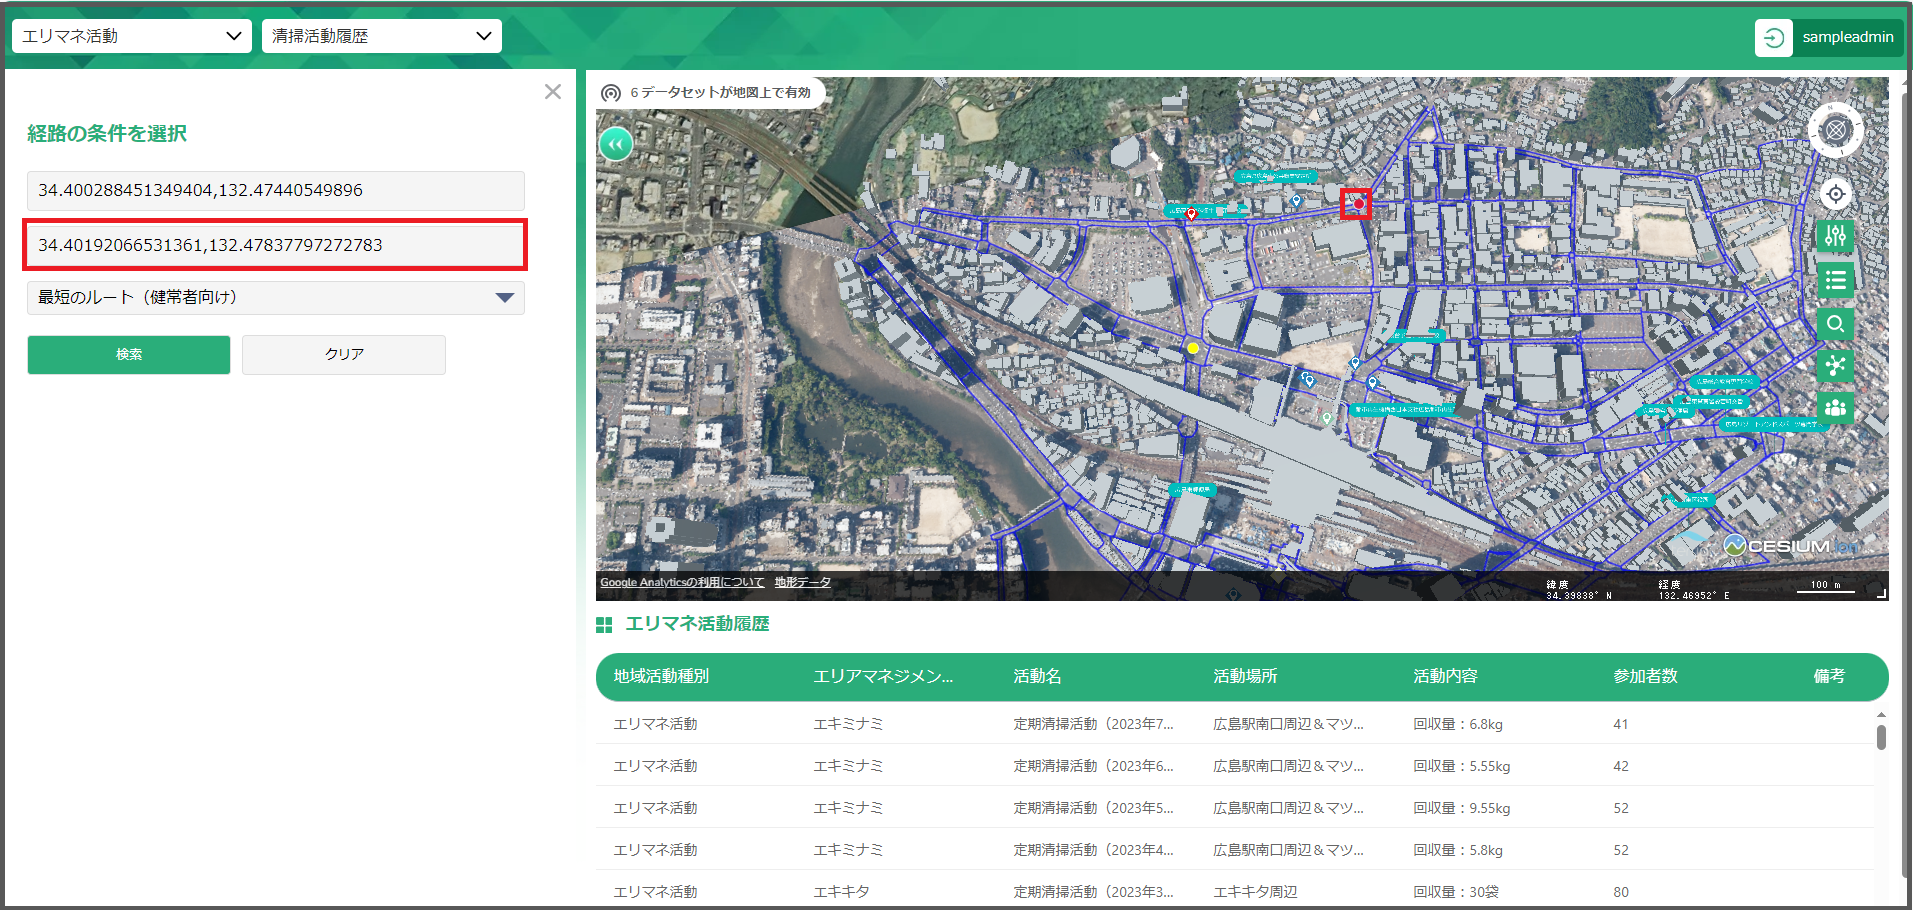 エリマネ活動
清掃活動履歴
sampleadmin
経路の条件を選択
34.400288451349404,132.47440549896
34.40192066531361,132.47837797272783
最短のルート（健常者向け）
検索
クリア
6 データセットが地図上で有効
CESIUM ion
Google Analyticsの利用について 地形データ
緯度
34.39838° N
経度
132.46952° E
100 m
エリマネ活動履歴
地域活動種別 エリアマネジメン... 活動名 活動場所 活動内容 参加者数 備考
エリマネ活動 エキミナミ 定期清掃活動（2023年7... 広島駅南口周辺＆マツ... 回収量：6.8kg 41
エリマネ活動 エキミナミ 定期清掃活動（2023年6... 広島駅南口周辺＆マツ... 回収量：5.55kg 42
エリマネ活動 エキミナミ 定期清掃活動（2023年5... 広島駅南口周辺＆マツ... 回収量：9.55kg 52
エリマネ活動 エキミナミ 定期清掃活動（2023年4... 広島駅南口周辺＆マツ... 回収量：5.8kg 52
エリマネ活動 エキキタ 定期清掃活動（2023年3... エキキタ周辺 回収量：30袋 80